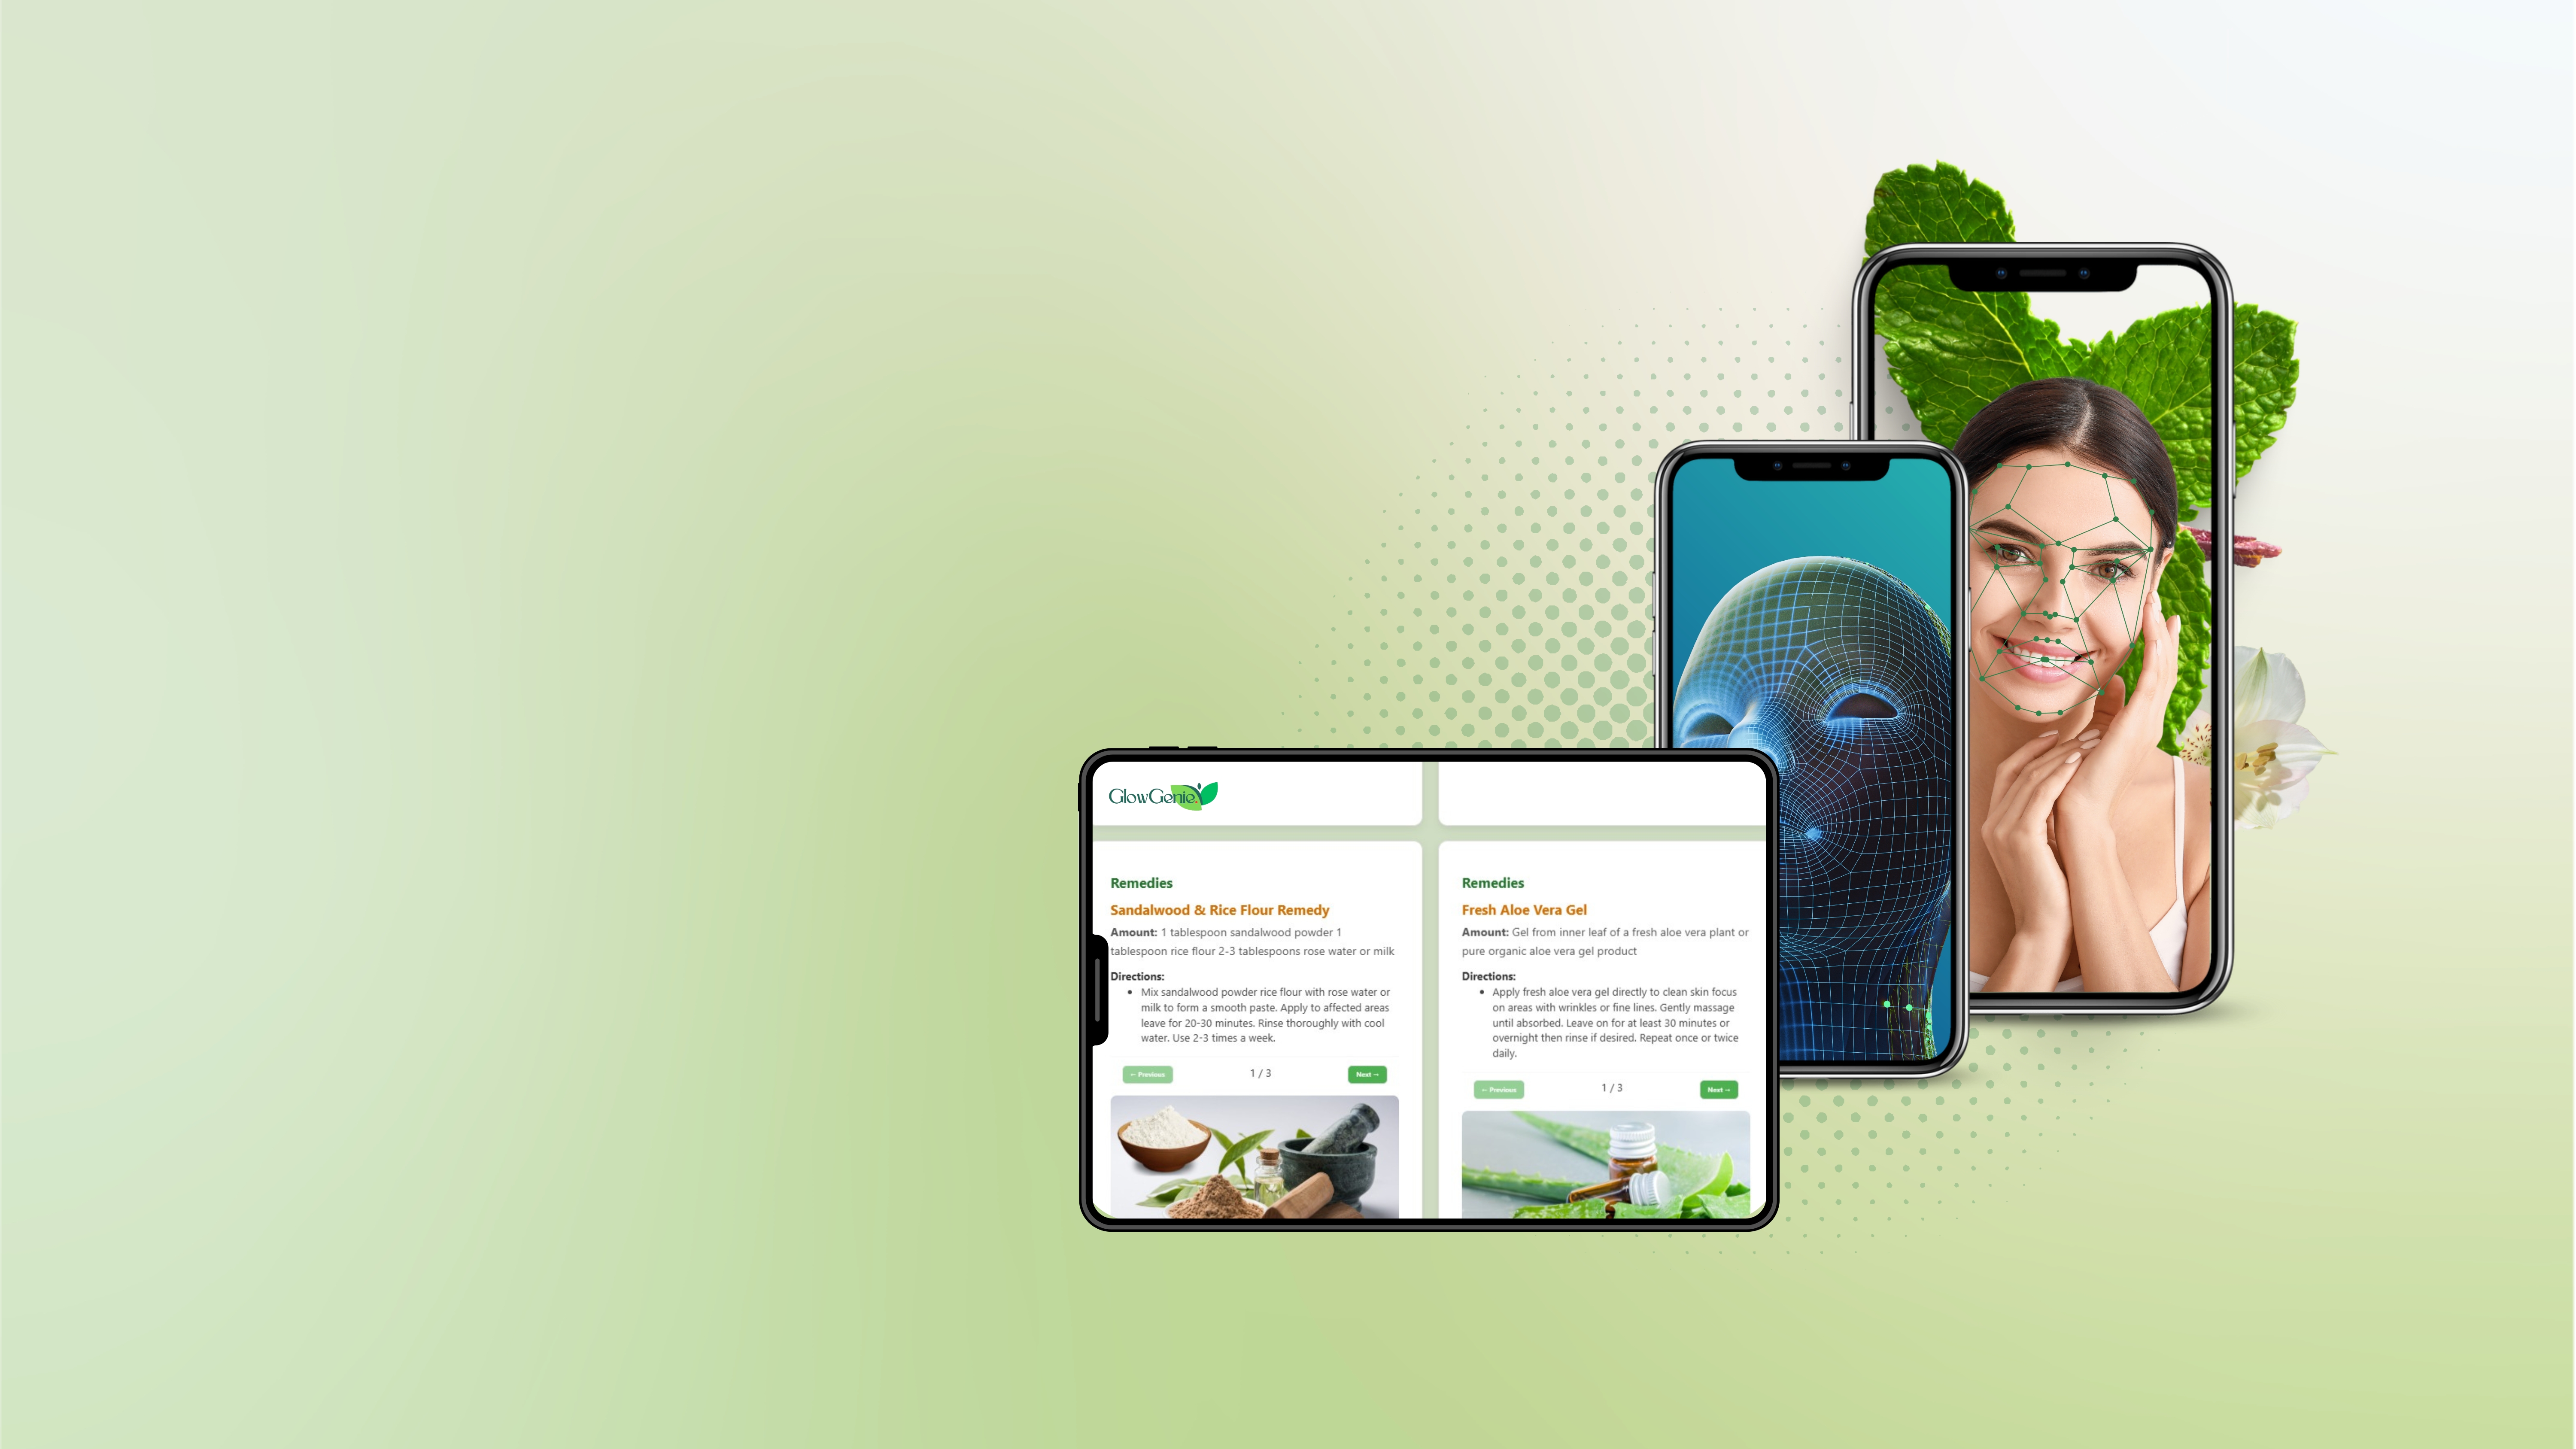 GlowGenie
Remedies
Sandalwood & Rice Flour Remedy
Amount: 1 tablespoon sandalwood powder 1
tablespoon rice flour 2-3 tablespoons rose water or milk
Directions:
• Mix sandalwood powder rice flour with rose water or
milk to form a smooth paste. Apply to affected areas
leave for 20-30 minutes. Rinse thoroughly with cool
water. Use 2-3 times a week.
← Previous
1 / 3
Next →
Remedies
Fresh Aloe Vera Gel
Amount: Gel from inner leaf of a fresh aloe vera plant or
pure organic aloe vera gel product
Directions:
• Apply fresh aloe vera gel directly to clean skin focus
on areas with wrinkles or fine lines. Gently massage
until absorbed. Leave on for at least 30 minutes or
overnight then rinse if desired. Repeat once or twice
daily.
← Previous
1 / 3
Next →